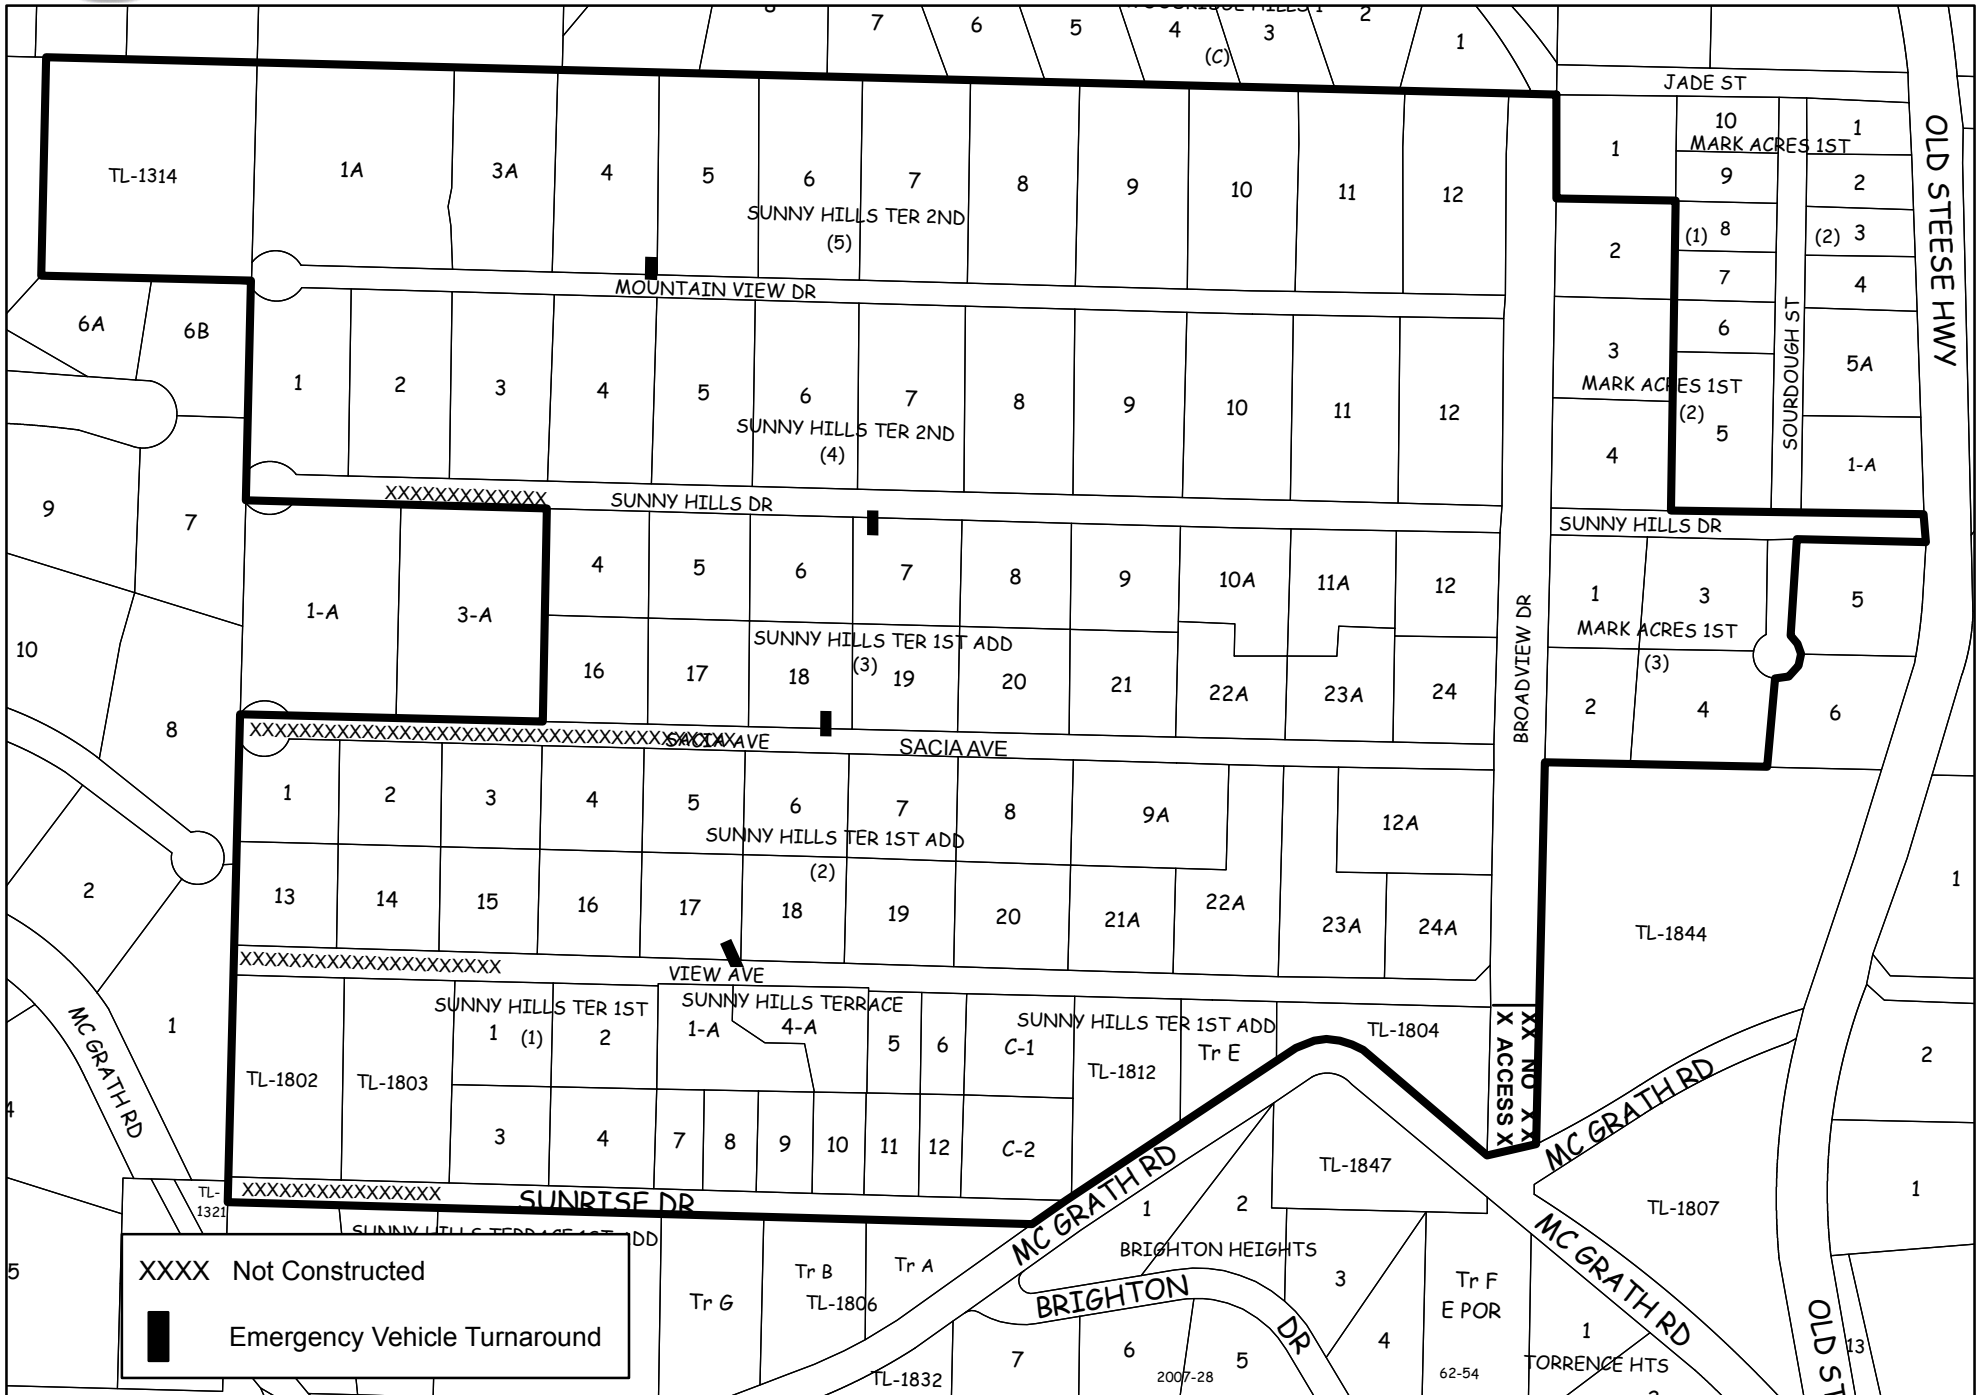 7
6
5
4
3
2
1
(C)
JADE ST
OLD STEESE HWY
TL-1314
1A
3A
4
5
6
7
8
9
10
11
12
SUNNY HILLS TER 2ND
(5)
1
10
MARK ACRES 1ST
1
9
2
(1)
8
(2)
3
7
4
6
5A
2
3
MARK ACRES 1ST
(2)
5
4
1-A
SOURDOUGH ST
MOUNTAIN VIEW DR
6A
6B
1
2
3
4
5
6
7
8
9
10
11
12
SUNNY HILLS TER 2ND
(4)
XXXXXXXXXXXXX
SUNNY HILLS DR
SUNNY HILLS DR
9
7
10
8
1-A
3-A
4
5
6
7
8
9
10A
11A
12
SUNNY HILLS TER 1ST ADD
(3)
16
17
18
19
20
21
22A
23A
24
BROADVIEW DR
1
3
5
MARK ACRES 1ST
(3)
2
4
6
SACIA AVE
SACIA AVE
1
2
3
4
5
6
7
8
9A
12A
SUNNY HILLS TER 1ST ADD
(2)
13
14
15
16
17
18
19
20
21A
22A
23A
24A
2
1
TL-1844
1
XXXXXXXXXXXXXXXXXXXXX
VIEW AVE
SUNNY HILLS TER 1ST
1
(1)
2
SUNNY HILLS TERRACE
1-A
4-A
5
6
C-1
SUNNY HILLS TER 1ST ADD
TL-1812
Tr E
TL-1804
XX NO XX
X ACCESS X
2
MC GRATH RD
4
TL-1802
TL-1803
3
4
7
8
9
10
11
12
C-2
XXXXXXXXXXXXXXXX
SUNRISE DR
MC GRATH RD
MC GRATH RD
MC GRATH RD
TL-1847
TL-1807
1
TL-
1321
SUNNY HILLS TERRACE 1ST ADD
5
XXXX Not Constructed
Emergency Vehicle Turnaround
Tr G
Tr B
TL-1806
Tr A
1
2
BRIGHTON HEIGHTS
3
BRIGHTON DR
Tr F
E POR
4
5
6
7
TL-1832
2007-28
62-54
1
TORRENCE HTS
13
OLD ST